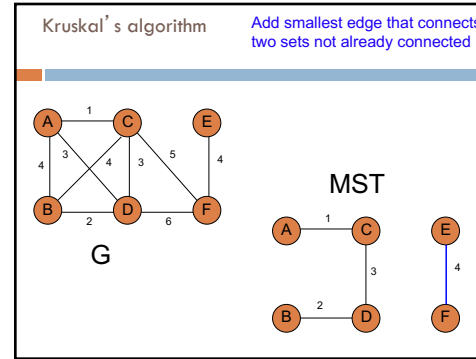 Kruskal's algorithm
Add smallest edge that connects
two sets not already connected
1
A C E
4 3 4 3 5 4
B D F
2 6
G
MST
1
A C E
3 4
2
B D F